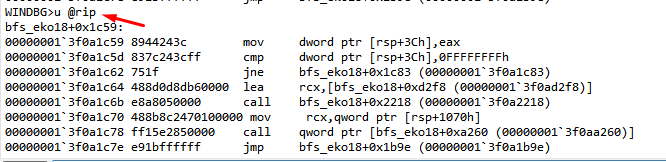 WINDBG>u @rip
bfs_eko18+0x1c59:
00000001`3f0a1c59 8944243c mov dword ptr [rsp+3Ch],eax
00000001`3f0a1c5d 837c243cff cmp dword ptr [rsp+3Ch],0FFFFFFFFh
00000001`3f0a1c62 751f jne bfs_eko18+0x1c83 (00000001`3f0a1c83)
00000001`3f0a1c64 488d0d8db60000 lea rcx,[bfs_eko18+0xd2f8 (00000001`3f0ad2f8)]
00000001`3f0a1c6b e8a8050000 call bfs_eko18+0x2218 (00000001`3f0a2218)
00000001`3f0a1c70 488b8c2470100000 mov rcx,qword ptr [rsp+1070h]
00000001`3f0a1c78 ff15e2850000 call qword ptr [bfs_eko18+0xa260 (00000001`3f0aa260)]
00000001`3f0a1c7e e91bffffff jmp bfs_eko18+0x1b9e (00000001`3f0a1b9e)